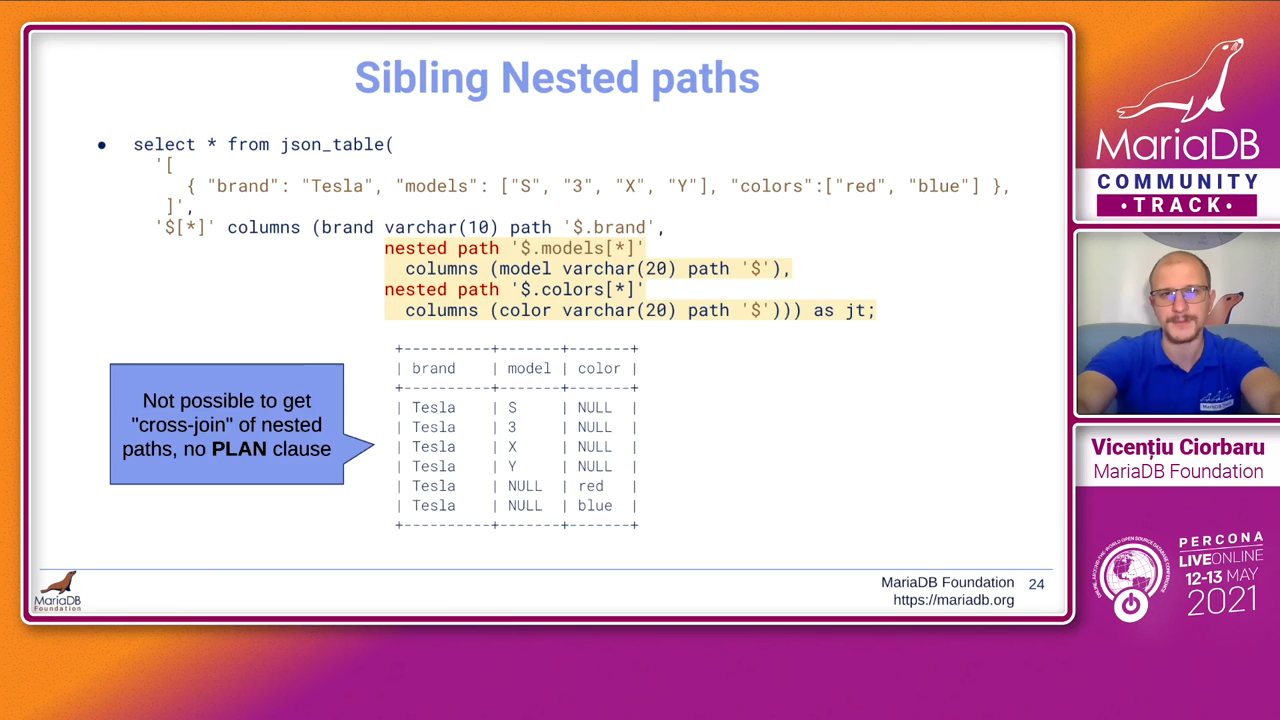 Sibling Nested paths
● select * from json_table(
'[
{ "brand": "Tesla", "models": ["S", "3", "X", "Y"], "colors":["red", "blue"] },
]',
'$[*]' columns (brand varchar(10) path '$.brand',
nested path '$.models[*]'
columns (model varchar(20) path '$'),
nested path '$.colors[*]'
columns (color varchar(20) path '$'))) as jt;
+----------+-------+-------+
| brand | model | color |
+----------+-------+-------+
| Tesla | S | NULL |
| Tesla | 3 | NULL |
| Tesla | X | NULL |
| Tesla | Y | NULL |
| Tesla | NULL | red |
| Tesla | NULL | blue |
+----------+-------+-------+
Not possible to get
"cross-join" of nested
paths, no PLAN clause
MariaDB
Foundation
MariaDB Foundation
https://mariadb.org
24
MariaDB
COMMUNITY
•TRACK•
Vicențiu Ciorbaru
MariaDB Foundation
PERCONA
LIVEONLINE
12-13 MAY
2021